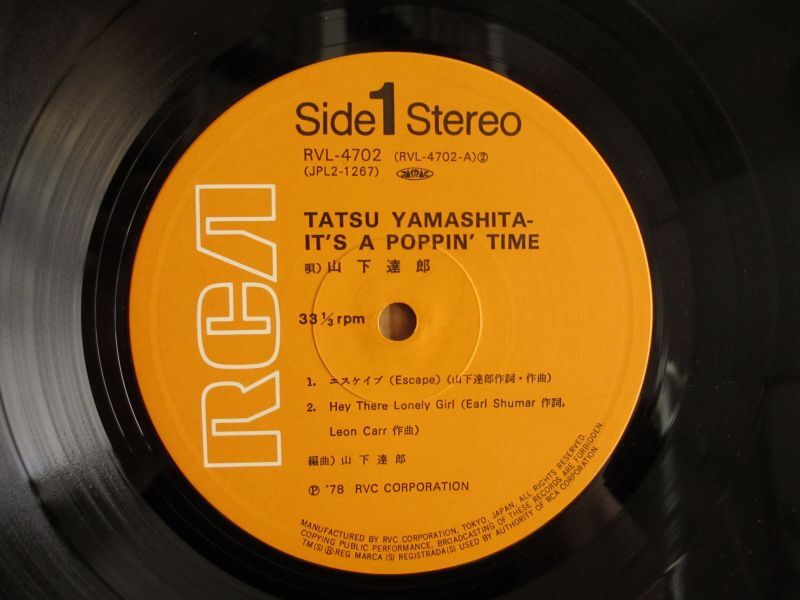 Side 1 Stereo
RVL-4702 (RVL-4702-A)②
(JPL2-1267) JASRAC
RCA
TATSU YAMASHITA-
IT'S A POPPIN' TIME
唄) 山下達郎
33⅓ rpm
1. エスケイプ (Escape) (山下達郎作詞・作曲)
2. Hey There Lonely Girl (Earl Shumar 作詞,
Leon Carr 作曲)
編曲) 山下達郎
Ⓟ '78 RVC CORPORATION
MANUFACTURED BY RVC CORPORATION, TOKYO, JAPAN. ALL RIGHTS RESERVED.
COPYING PUBLIC PERFORMANCE, BROADCASTING OF THESE RECORDS ARE FORBIDDEN.
TM(S) Ⓡ REG MARCA (S) REGISTRADA(S) USED BY AUTHORITY OF RCA CORPORATION.